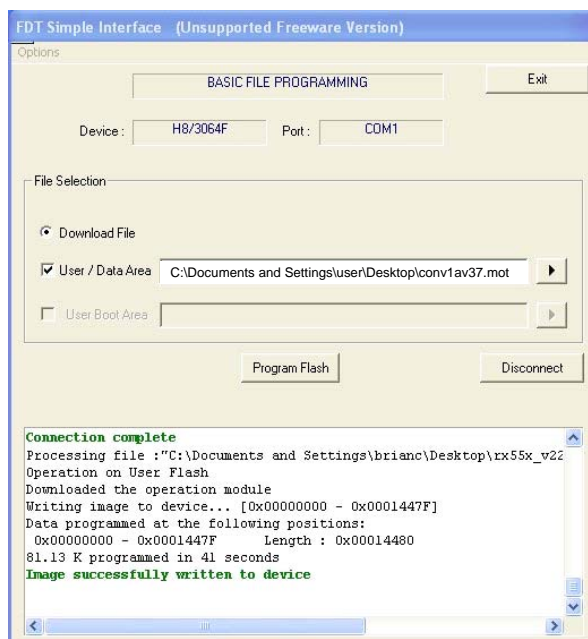 FDT Simple Interface (Unsupported Freeware Version)
Options
BASIC FILE PROGRAMMING
Exit
Device : H8/3064F Port : COM1
File Selection
Download File
User / Data Area C:\Documents and Settings\user\Desktop\conv1av37.mot
User Boot Area
Program Flash Disconnect
Connection complete
Processing file :"C:\Documents and Settings\brianc\Desktop\rx55x_v22
Operation on User Flash
Downloaded the operation module
Writing image to device... [0x00000000 - 0x0001447F]
Data programmed at the following positions:
0x00000000 - 0x0001447F Length : 0x00014480
81.13 K programmed in 41 seconds
Image successfully written to device